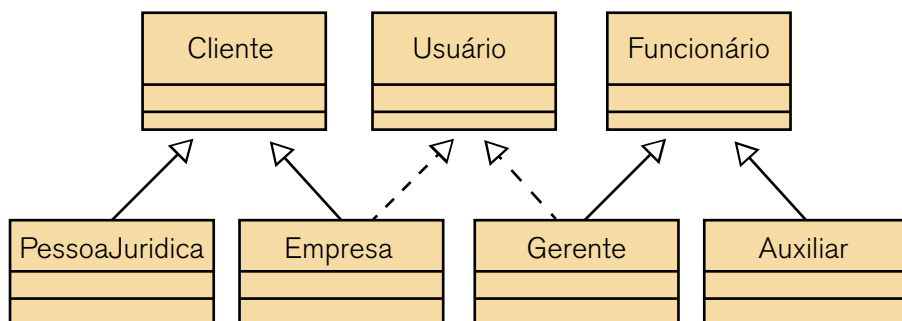 Cliente
Usuário
Funcionário
PessoaJuridica
Empresa
Gerente
Auxiliar